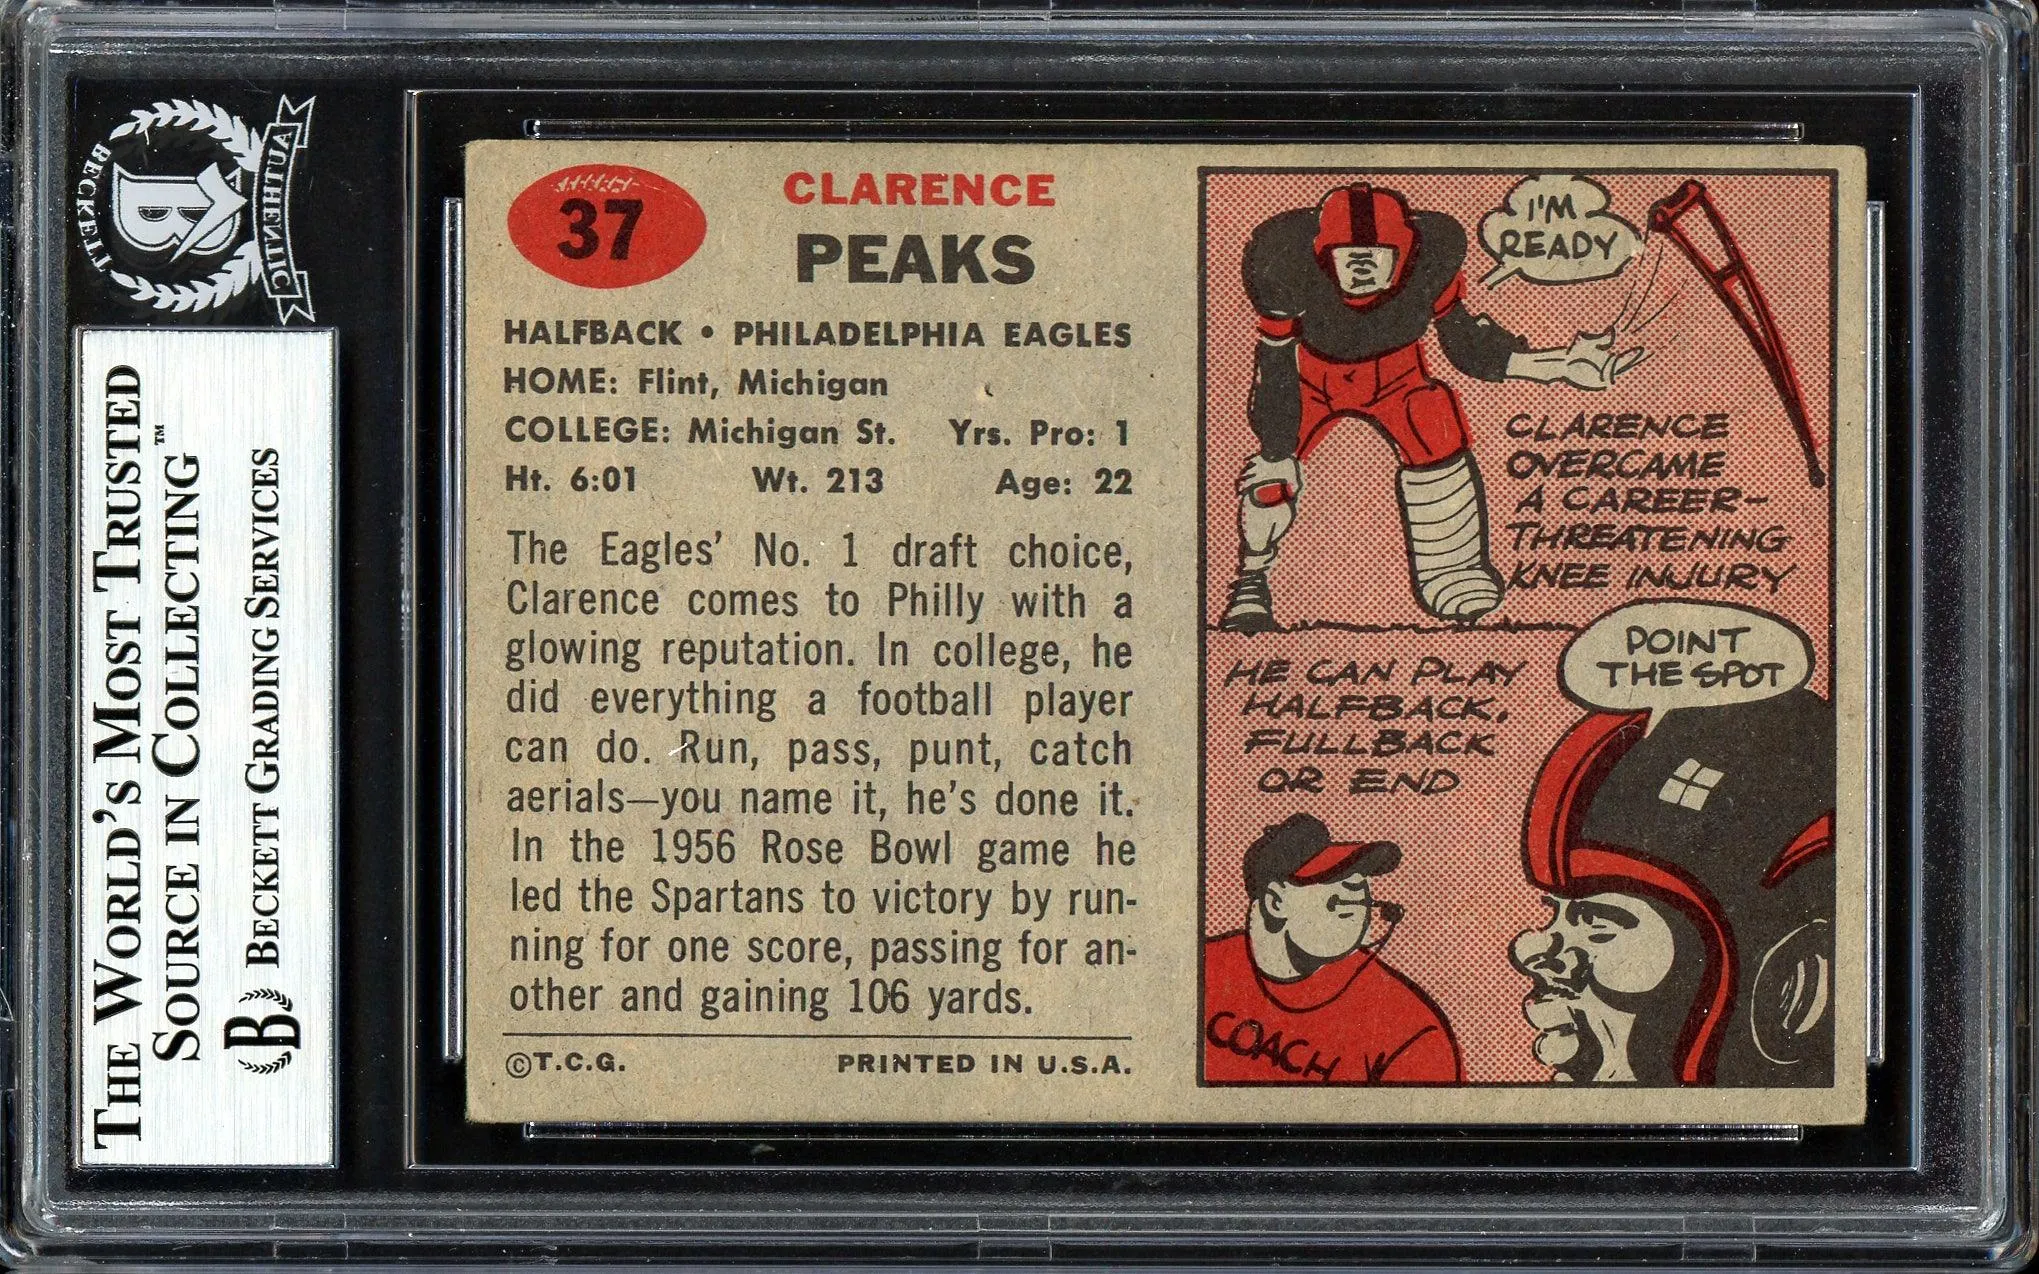 BECKETT
AUTHENTIC
B
THE WORLD'S MOST TRUSTED
SOURCE IN COLLECTING™
B BECKETT GRADING SERVICES
37
CLARENCE
PEAKS
HALFBACK • PHILADELPHIA EAGLES
HOME: Flint, Michigan
COLLEGE: Michigan St. Yrs. Pro: 1
Ht. 6:01 Wt. 213 Age: 22
The Eagles' No. 1 draft choice,
Clarence comes to Philly with a
glowing reputation. In college, he
did everything a football player
can do. Run, pass, punt, catch
aerials—you name it, he's done it.
In the 1956 Rose Bowl game he
led the Spartans to victory by run-
ning for one score, passing for an-
other and gaining 106 yards.
©T.C.G. PRINTED IN U.S.A.
I'M
READY
CLARENCE
OVERCAME
A CAREER-
THREATENING
KNEE INJURY
HE CAN PLAY
HALFBACK,
FULLBACK
OR END
POINT
THE SPOT
COACH